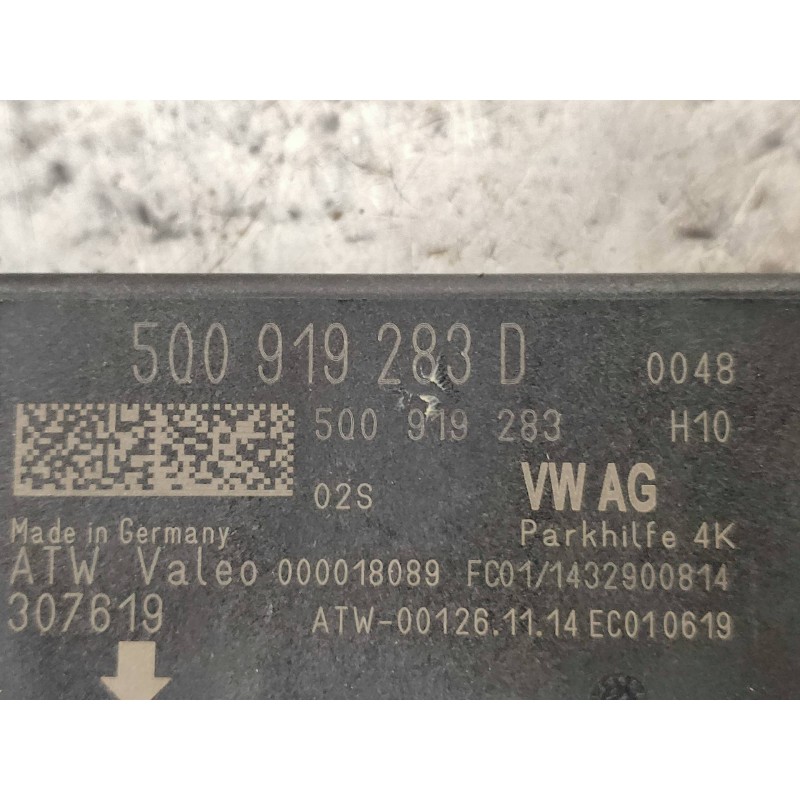 5Q0 919 283 D 0048
5Q0 919 283 H10
02S VW AG
Made in Germany Parkhilfe 4K
ATW Valeo 000018089 FC01/1432900814
307619 ATW-00126.11.14 EC010619